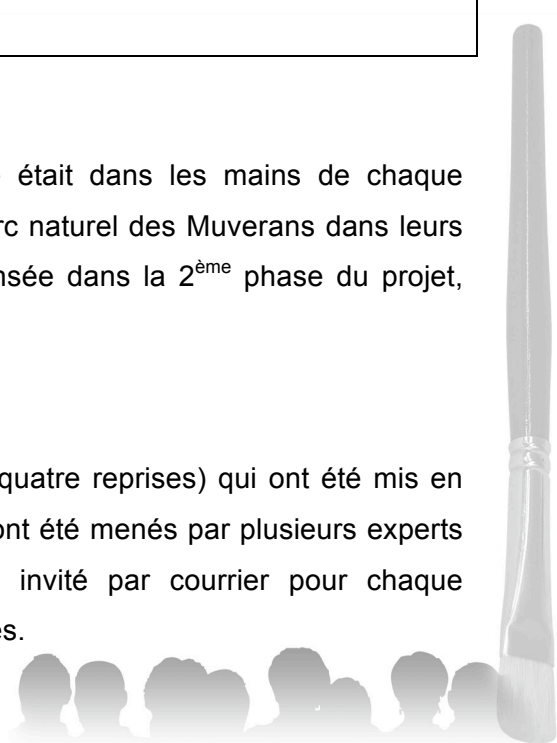 était dans les mains de chaque
rc naturel des Muverans dans leurs
nsée dans la 2ème phase du projet,
quatre reprises) qui ont été mis en
ont été menés par plusieurs experts
invité par courrier pour chaque
es.